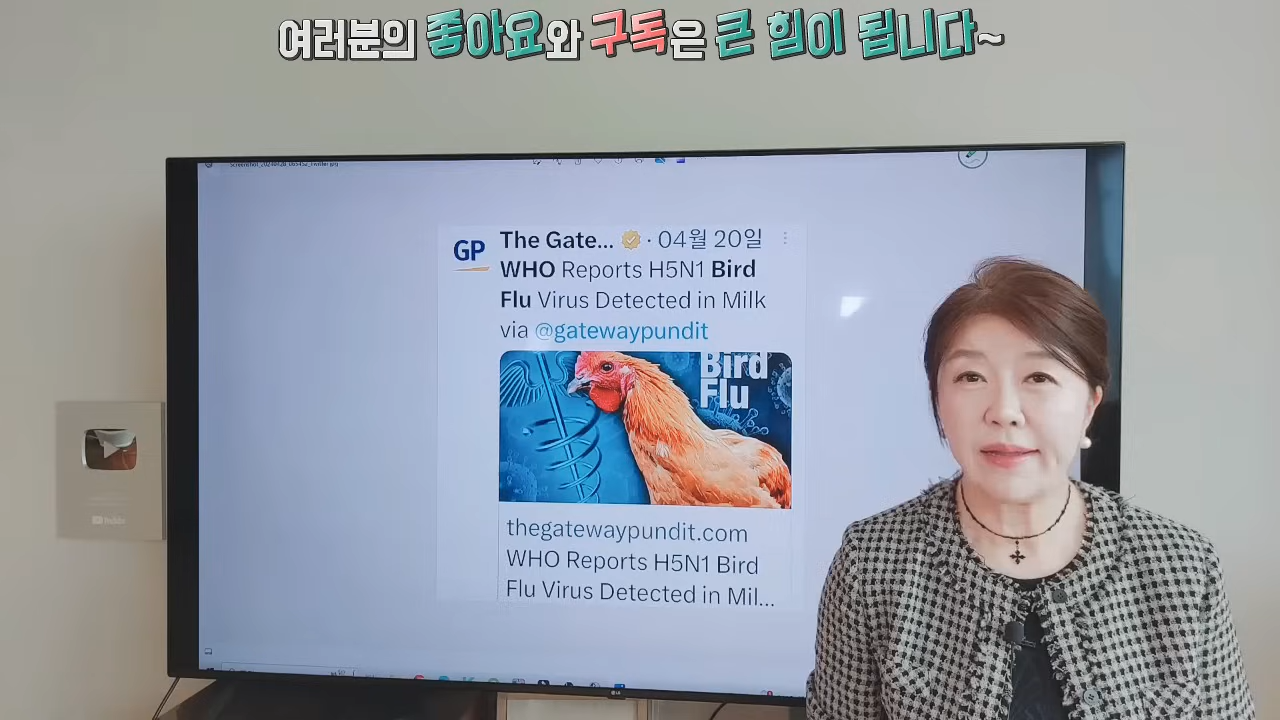 여러분의 좋아요와 구독은 큰 힘이 됩니다~
GP
The Gate... · 04월 20일
WHO Reports H5N1 Bird
Flu Virus Detected in Milk
via @gatewaypundit
Bird
Flu
thegatewaypundit.com
WHO Reports H5N1 Bird
Flu Virus Detected in Mil...
YouTube
LG